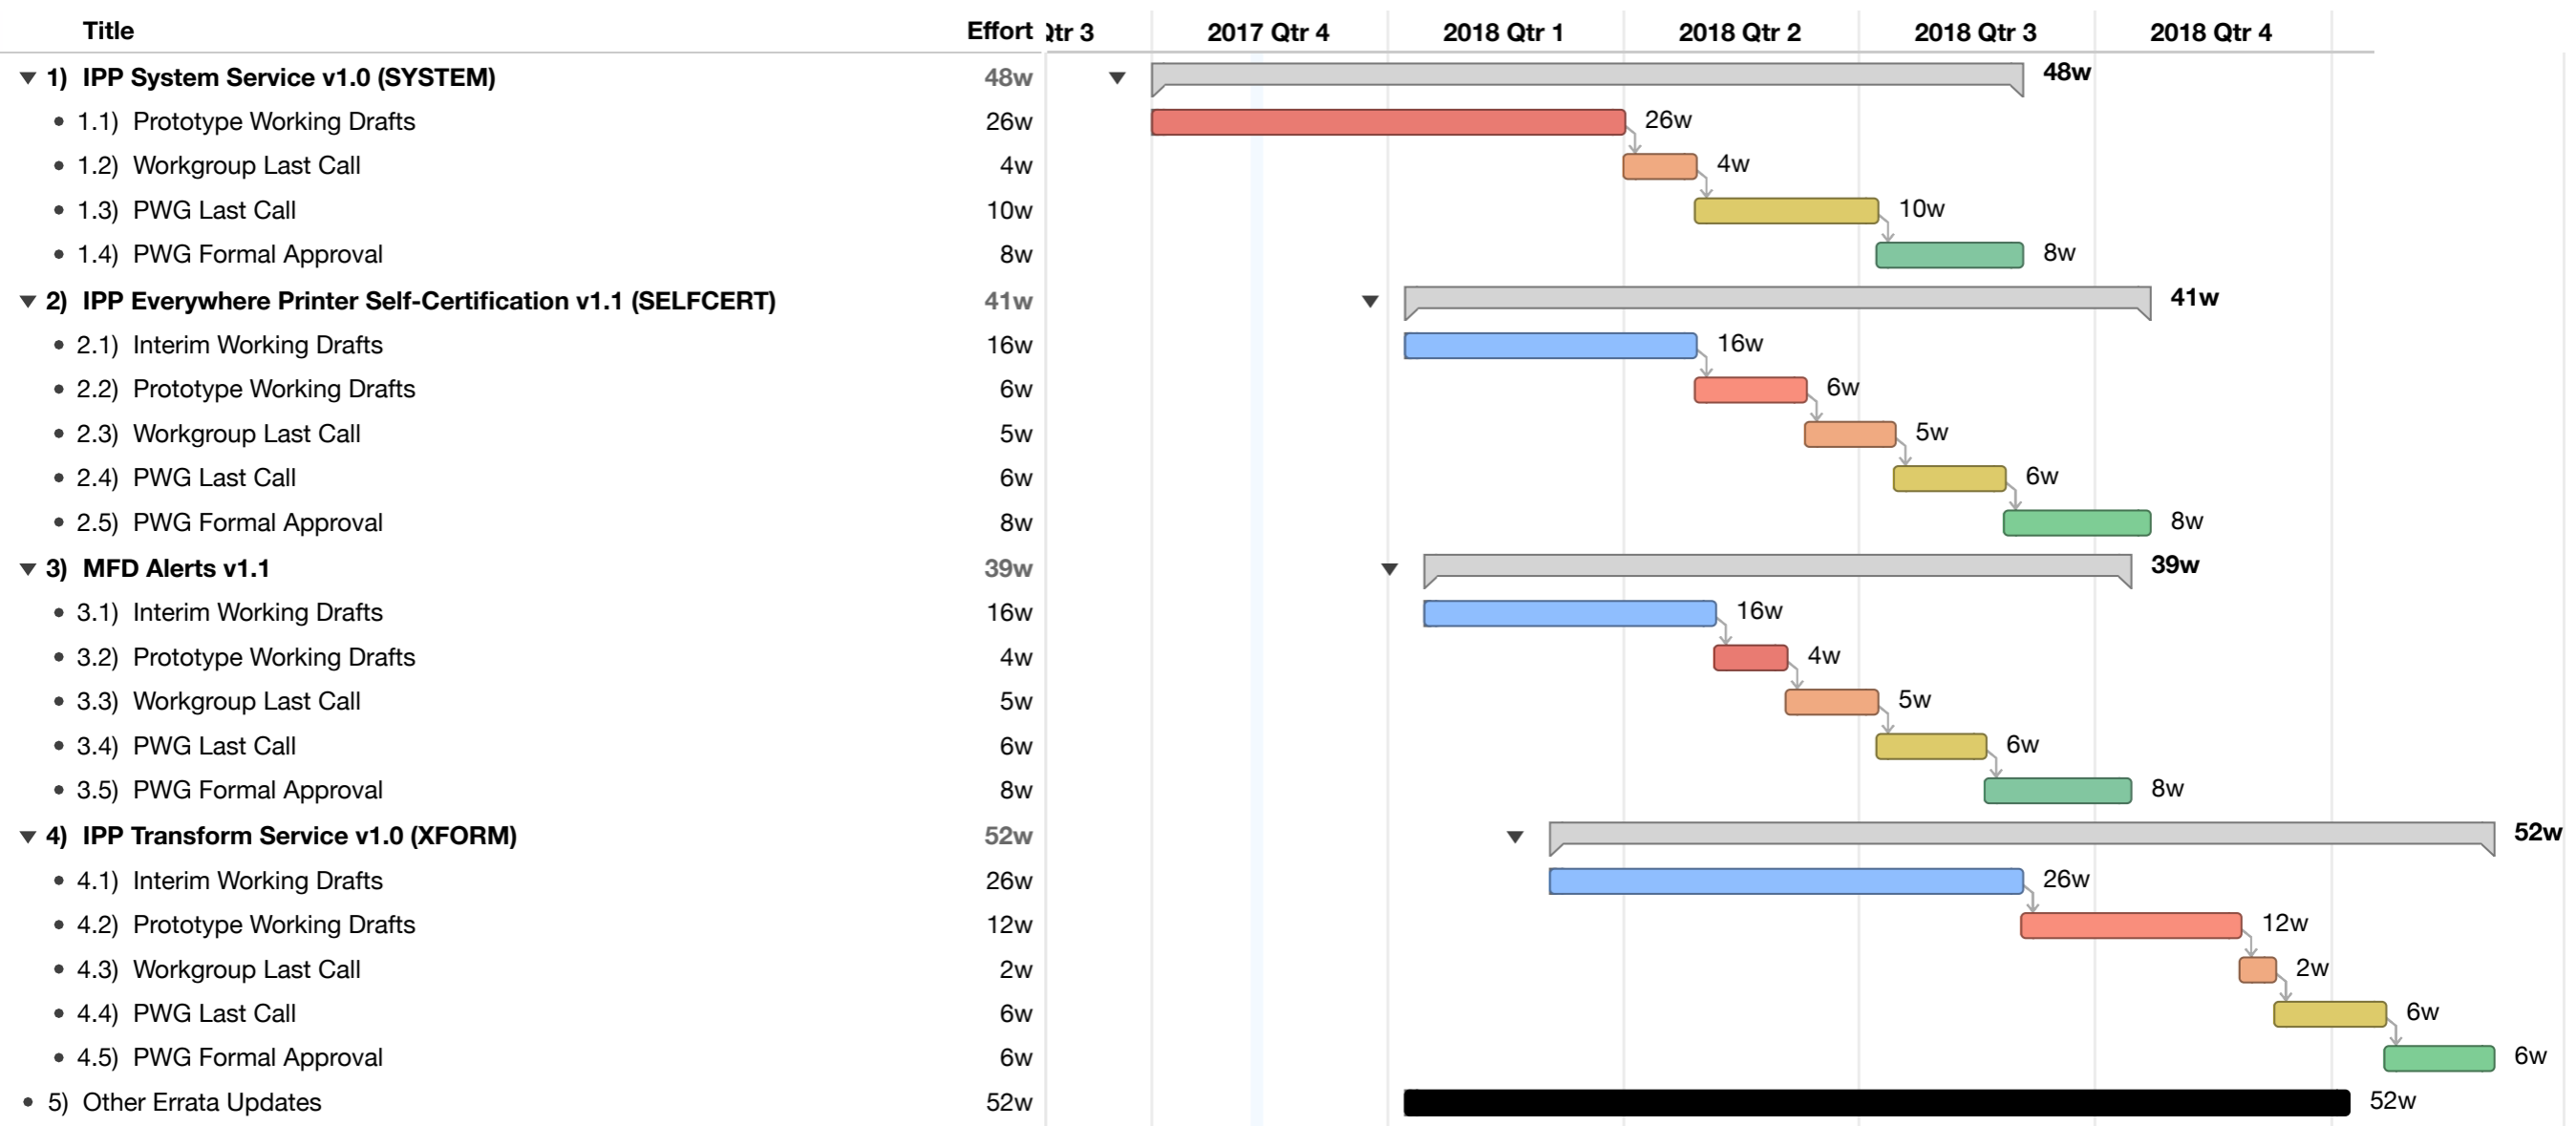 Title Effort Qtr 3 2017 Qtr 4 2018 Qtr 1 2018 Qtr 2 2018 Qtr 3 2018 Qtr 4
1) IPP System Service v1.0 (SYSTEM) 48w 48w
• 1.1) Prototype Working Drafts 26w 26w
• 1.2) Workgroup Last Call 4w 4w
• 1.3) PWG Last Call 10w 10w
• 1.4) PWG Formal Approval 8w 8w
2) IPP Everywhere Printer Self-Certification v1.1 (SELFCERT) 41w 41w
• 2.1) Interim Working Drafts 16w 16w
• 2.2) Prototype Working Drafts 6w 6w
• 2.3) Workgroup Last Call 5w 5w
• 2.4) PWG Last Call 6w 6w
• 2.5) PWG Formal Approval 8w 8w
3) MFD Alerts v1.1 39w 39w
• 3.1) Interim Working Drafts 16w 16w
• 3.2) Prototype Working Drafts 4w 4w
• 3.3) Workgroup Last Call 5w 5w
• 3.4) PWG Last Call 6w 6w
• 3.5) PWG Formal Approval 8w 8w
4) IPP Transform Service v1.0 (XFORM) 52w 52w
• 4.1) Interim Working Drafts 26w 26w
• 4.2) Prototype Working Drafts 12w 12w
• 4.3) Workgroup Last Call 2w 2w
• 4.4) PWG Last Call 6w 6w
• 4.5) PWG Formal Approval 6w 6w
• 5) Other Errata Updates 52w 52w